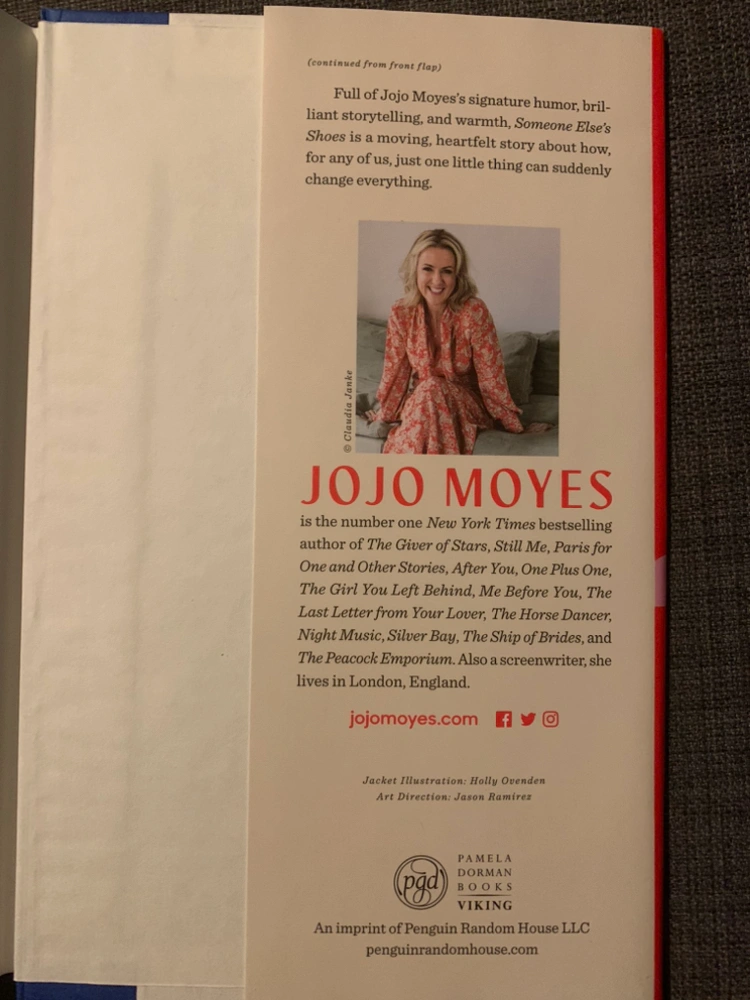 (continued from front flap)
Full of Jojo Moyes's signature humor, bril-
liant storytelling, and warmth, Someone Else's
Shoes is a moving, heartfelt story about how,
for any of us, just one little thing can suddenly
change everything.
© Claudia Janke
JOJO MOYES
is the number one New York Times bestselling
author of The Giver of Stars, Still Me, Paris for
One and Other Stories, After You, One Plus One,
The Girl You Left Behind, Me Before You, The
Last Letter from Your Lover, The Horse Dancer,
Night Music, Silver Bay, The Ship of Brides, and
The Peacock Emporium. Also a screenwriter, she
lives in London, England.
jojomoyes.com
Jacket Illustration: Holly Ovenden
Art Direction: Jason Ramirez
pgd
PAMELA
DORMAN
BOOKS
VIKING
An imprint of Penguin Random House LLC
penguinrandomhouse.com